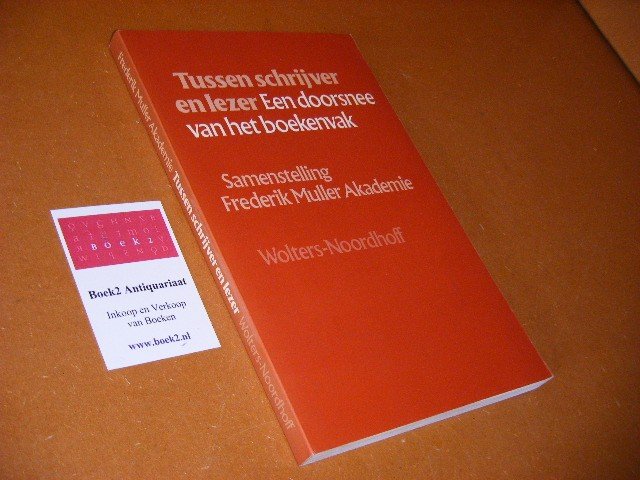 Tussen schrijver
en lezer Een doorsnee
van het boekenvak
Samenstelling
Frederik Muller Akademie
Wolters-Noordhoff
Frederik Muller Akademie Tussen schrijver en lezer Wolters-Noordhoff
BOEK2
Boek2 Antiquariaat
Inkoop en Verkoop
van Boeken
www.boek2.nl